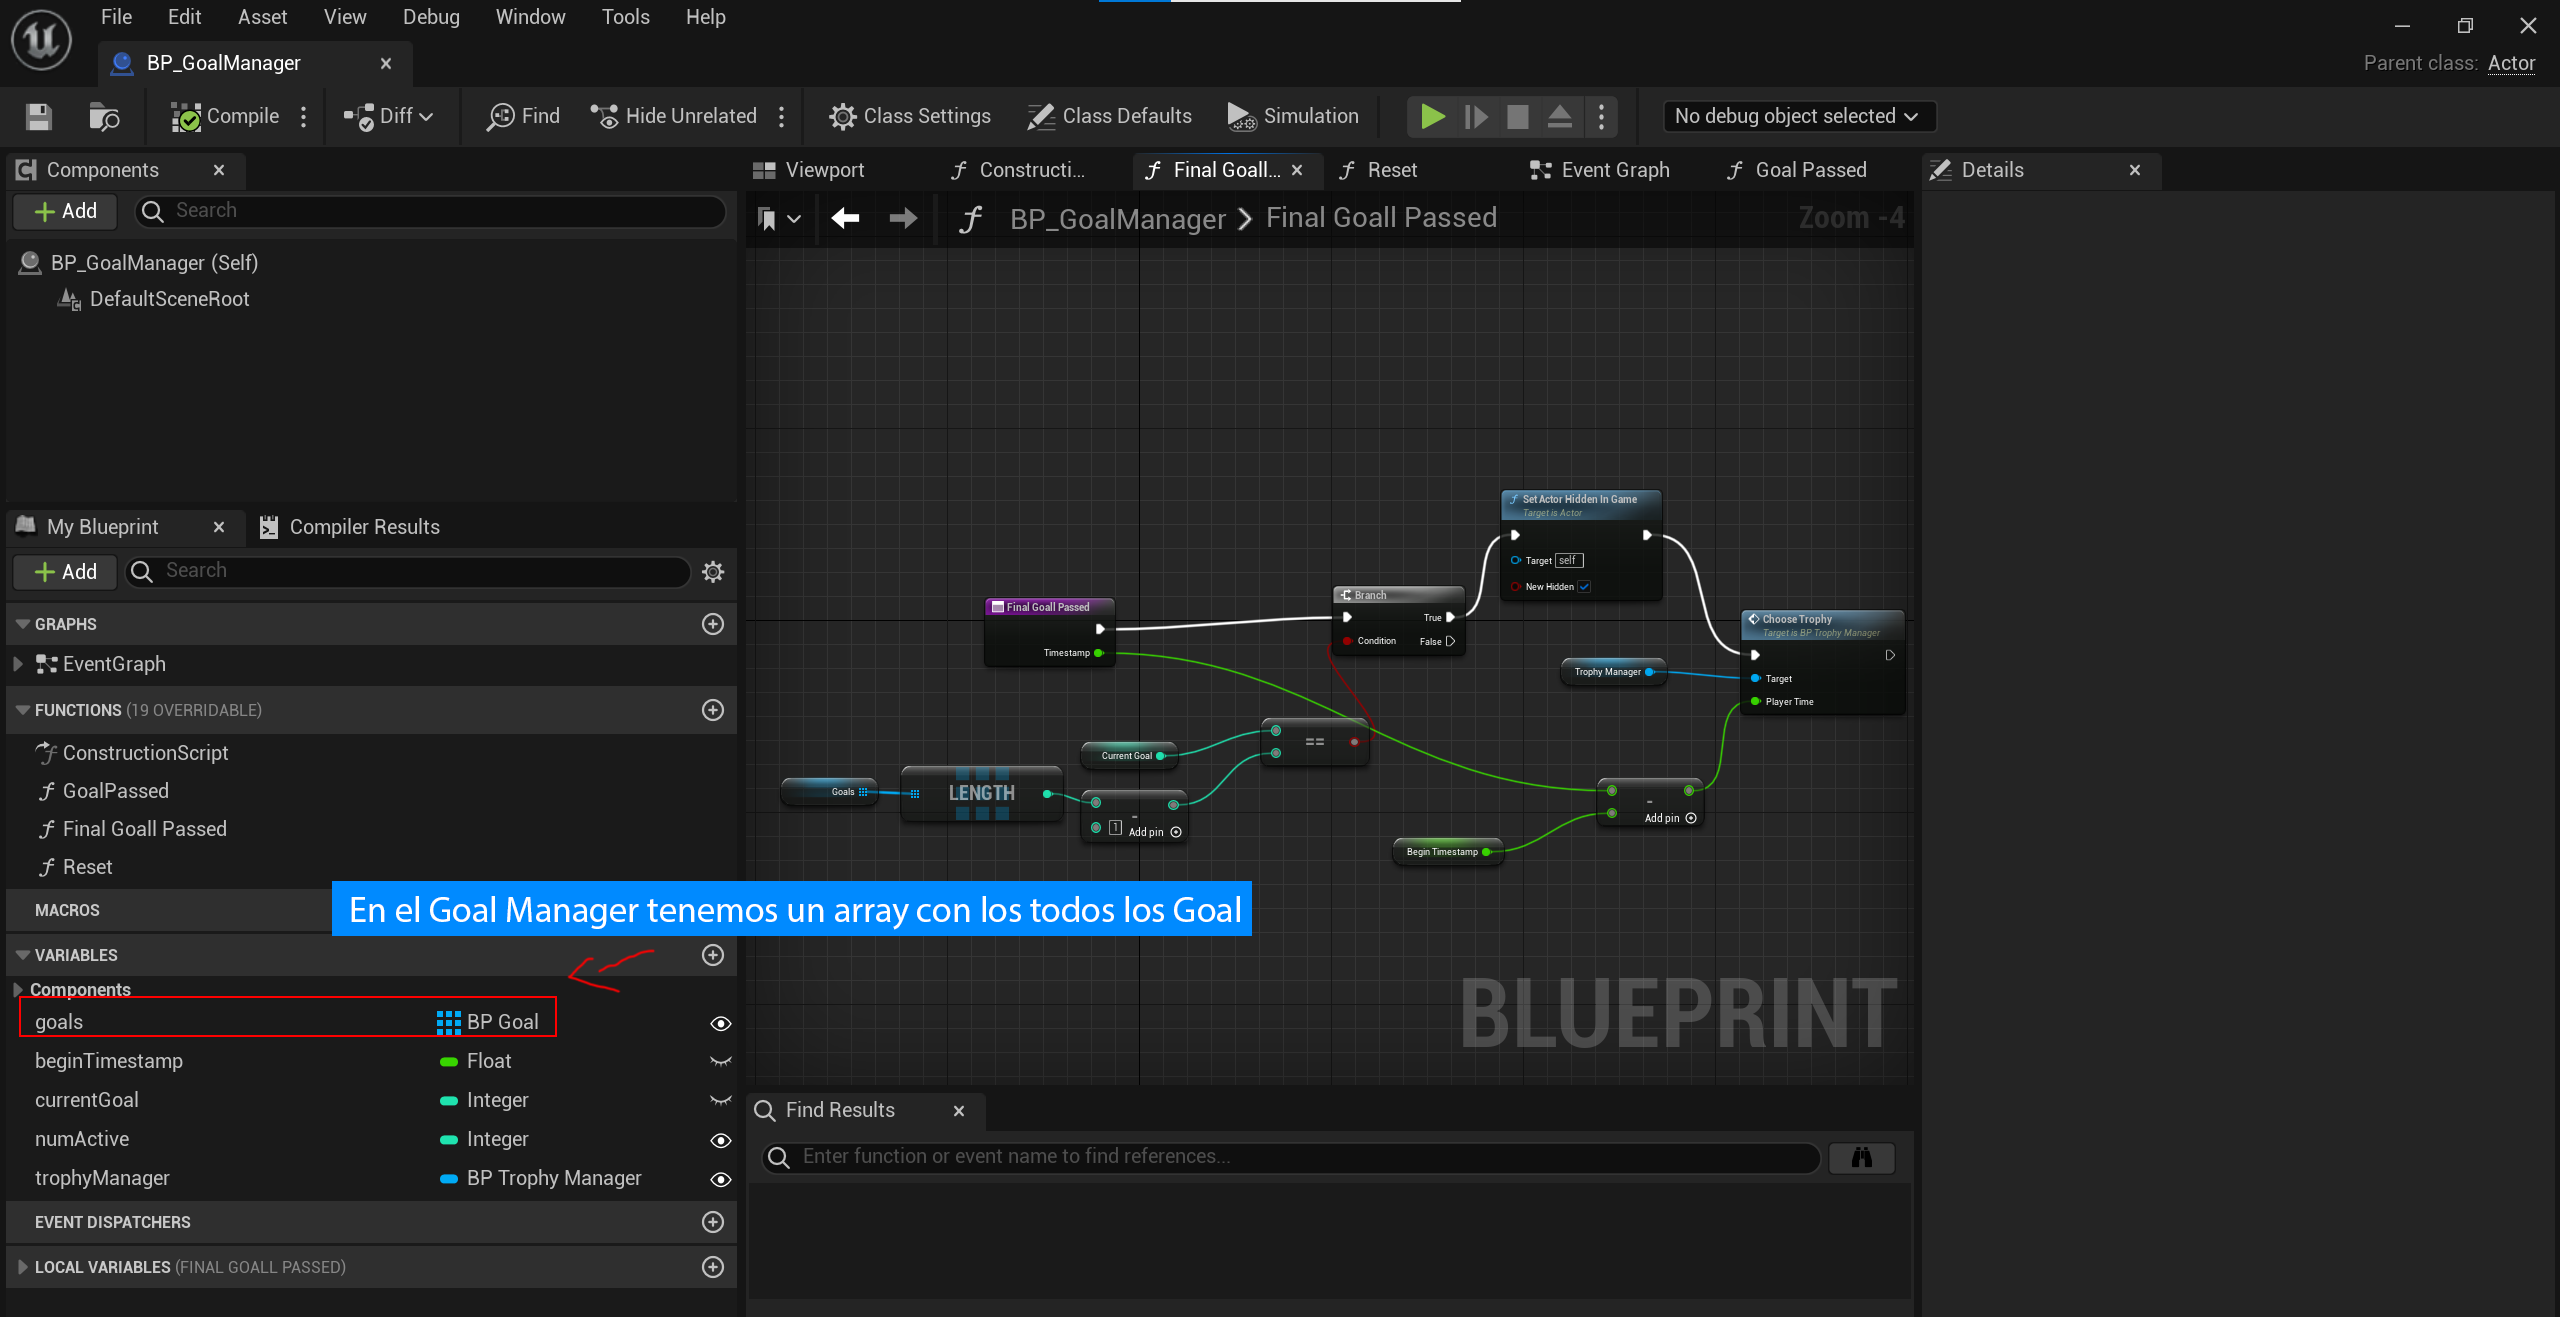 File Edit Asset View Debug Window Tools Help
BP_GoalManager
Parent class: Actor
Compile Diff Find Hide Unrelated Class Settings Class Defaults Simulation No debug object selected
Components
Add Search
BP_GoalManager (Self)
DefaultSceneRoot
My Blueprint Compiler Results
Add Search
GRAPHS
EventGraph
FUNCTIONS (19 OVERRIDABLE)
ConstructionScript
GoalPassed
Final Goall Passed
Reset
MACROS
En el Goal Manager tenemos un array con los todos los Goal
VARIABLES
Components
goals BP Goal
beginTimestamp Float
currentGoal Integer
numActive Integer
trophyManager BP Trophy Manager
EVENT DISPATCHERS
LOCAL VARIABLES (FINAL GOALL PASSED)
Viewport Constructi... Final Goall... Reset Event Graph Goal Passed
BP_GoalManager > Final Goall Passed
Zoom -4
Set Actor Hidden In Game
Target is Actor
Target self
New Hidden
Final Goall Passed
Timestamp
Branch
True
Condition False
Choose Trophy
Target is BP Trophy Manager
Target
Player Time
Trophy Manager
Current Goal
==
Goals
LENGTH
-
1 Add pin
-
Add pin
Begin Timestamp
BLUEPRINT
Find Results
Enter function or event name to find references...
Details